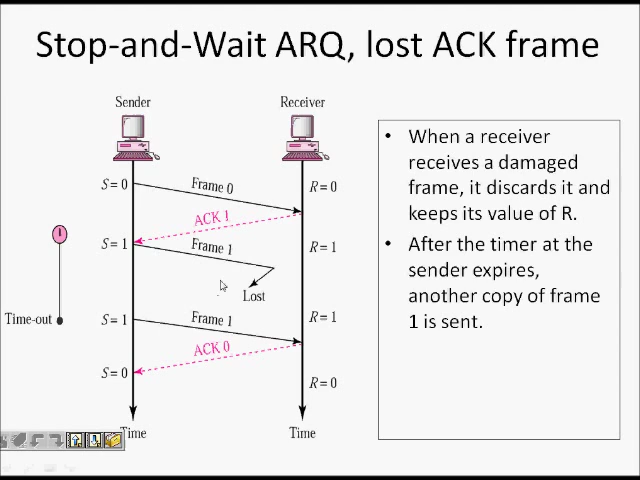 Stop-and-Wait ARQ, lost ACK frame
Sender
Receiver
S = 0
Frame 0
R = 0
ACK 1
S = 1
Frame 1
R = 1
Lost
Time-out
S = 1
Frame 1
R = 1
ACK 0
S = 0
R = 0
Time
Time
• When a receiver
receives a damaged
frame, it discards it and
keeps its value of R.
• After the timer at the
sender expires,
another copy of frame
1 is sent.